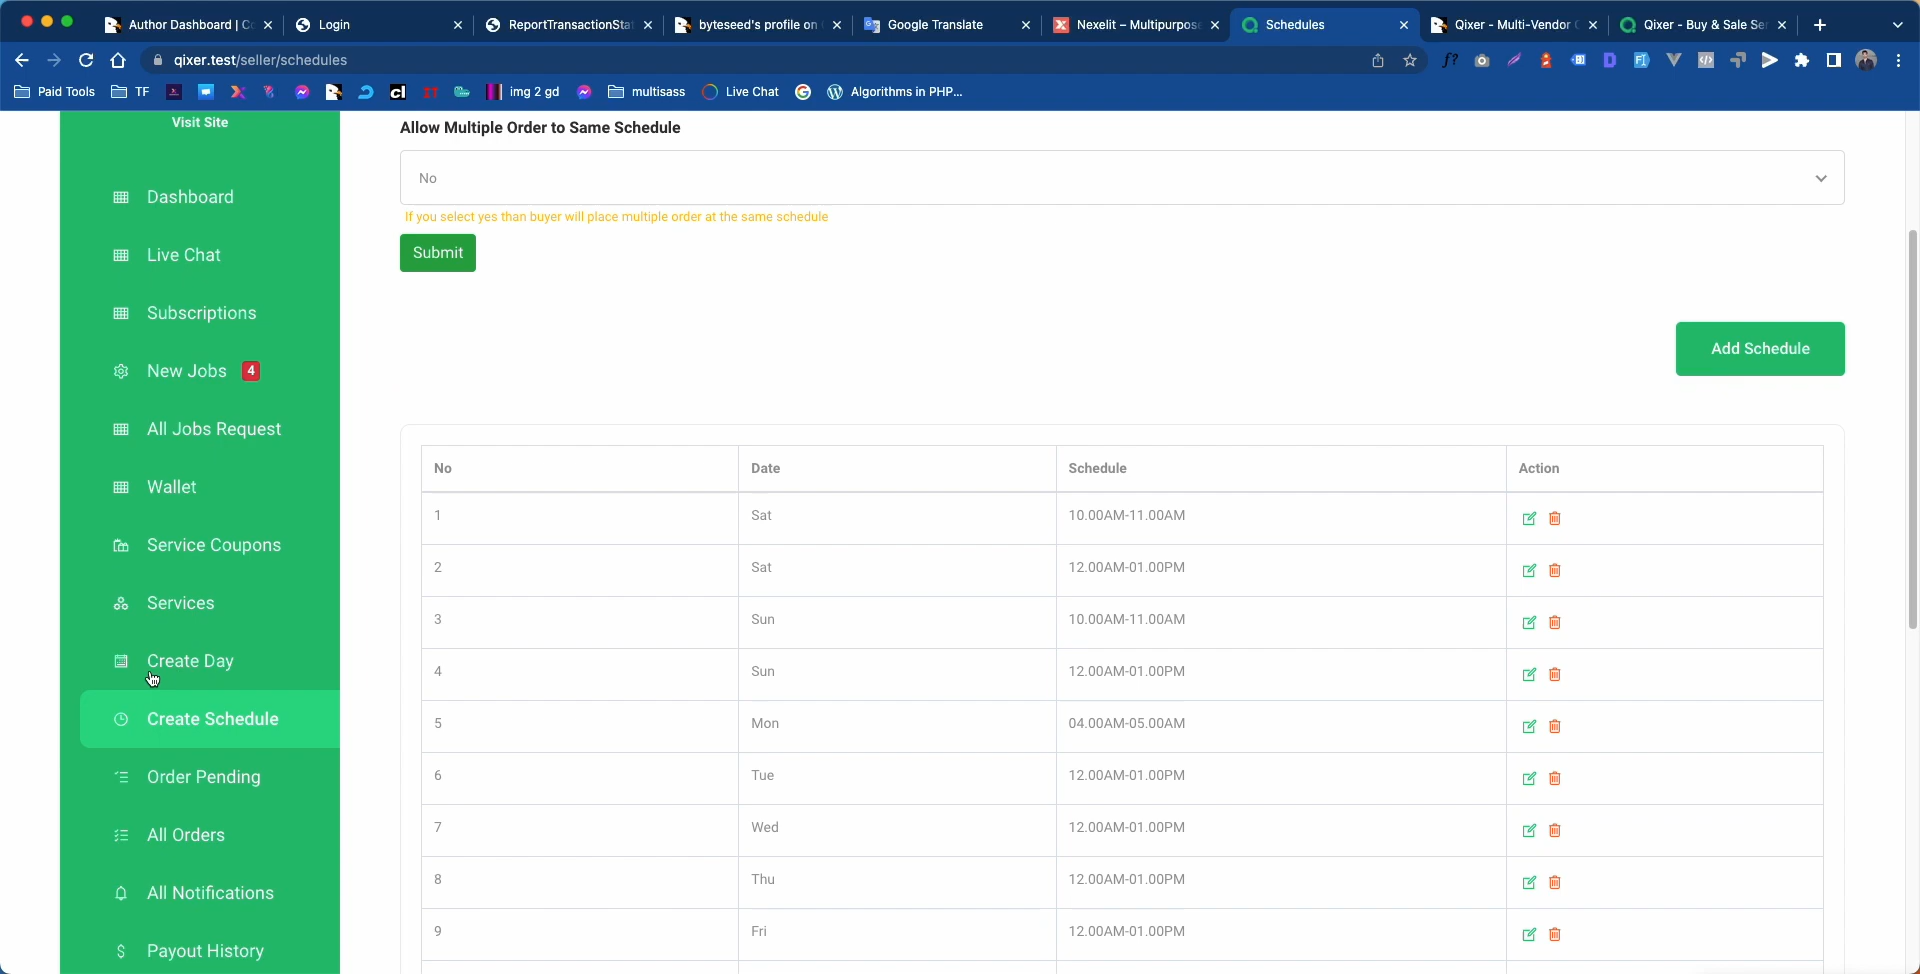 Author Dashboard | Co
Login
ReportTransactionStat
byteseed's profile on
Google Translate
Nexelit – Multipurpose
Schedules
Qixer - Multi-Vendor
Qixer - Buy & Sale Ser
qixer.test/seller/schedules
Paid Tools
TF
img 2 gd
multisass
Live Chat
Algorithms in PHP...
Visit Site
Dashboard
Live Chat
Subscriptions
New Jobs 4
All Jobs Request
Wallet
Service Coupons
Services
Create Day
Create Schedule
Order Pending
All Orders
All Notifications
Payout History
Allow Multiple Order to Same Schedule
No
If you select yes than buyer will place multiple order at the same schedule
Submit
Add Schedule
No Date Schedule Action
1 Sat 10.00AM-11.00AM
2 Sat 12.00AM-01.00PM
3 Sun 10.00AM-11.00AM
4 Sun 12.00AM-01.00PM
5 Mon 04.00AM-05.00AM
6 Tue 12.00AM-01.00PM
7 Wed 12.00AM-01.00PM
8 Thu 12.00AM-01.00PM
9 Fri 12.00AM-01.00PM